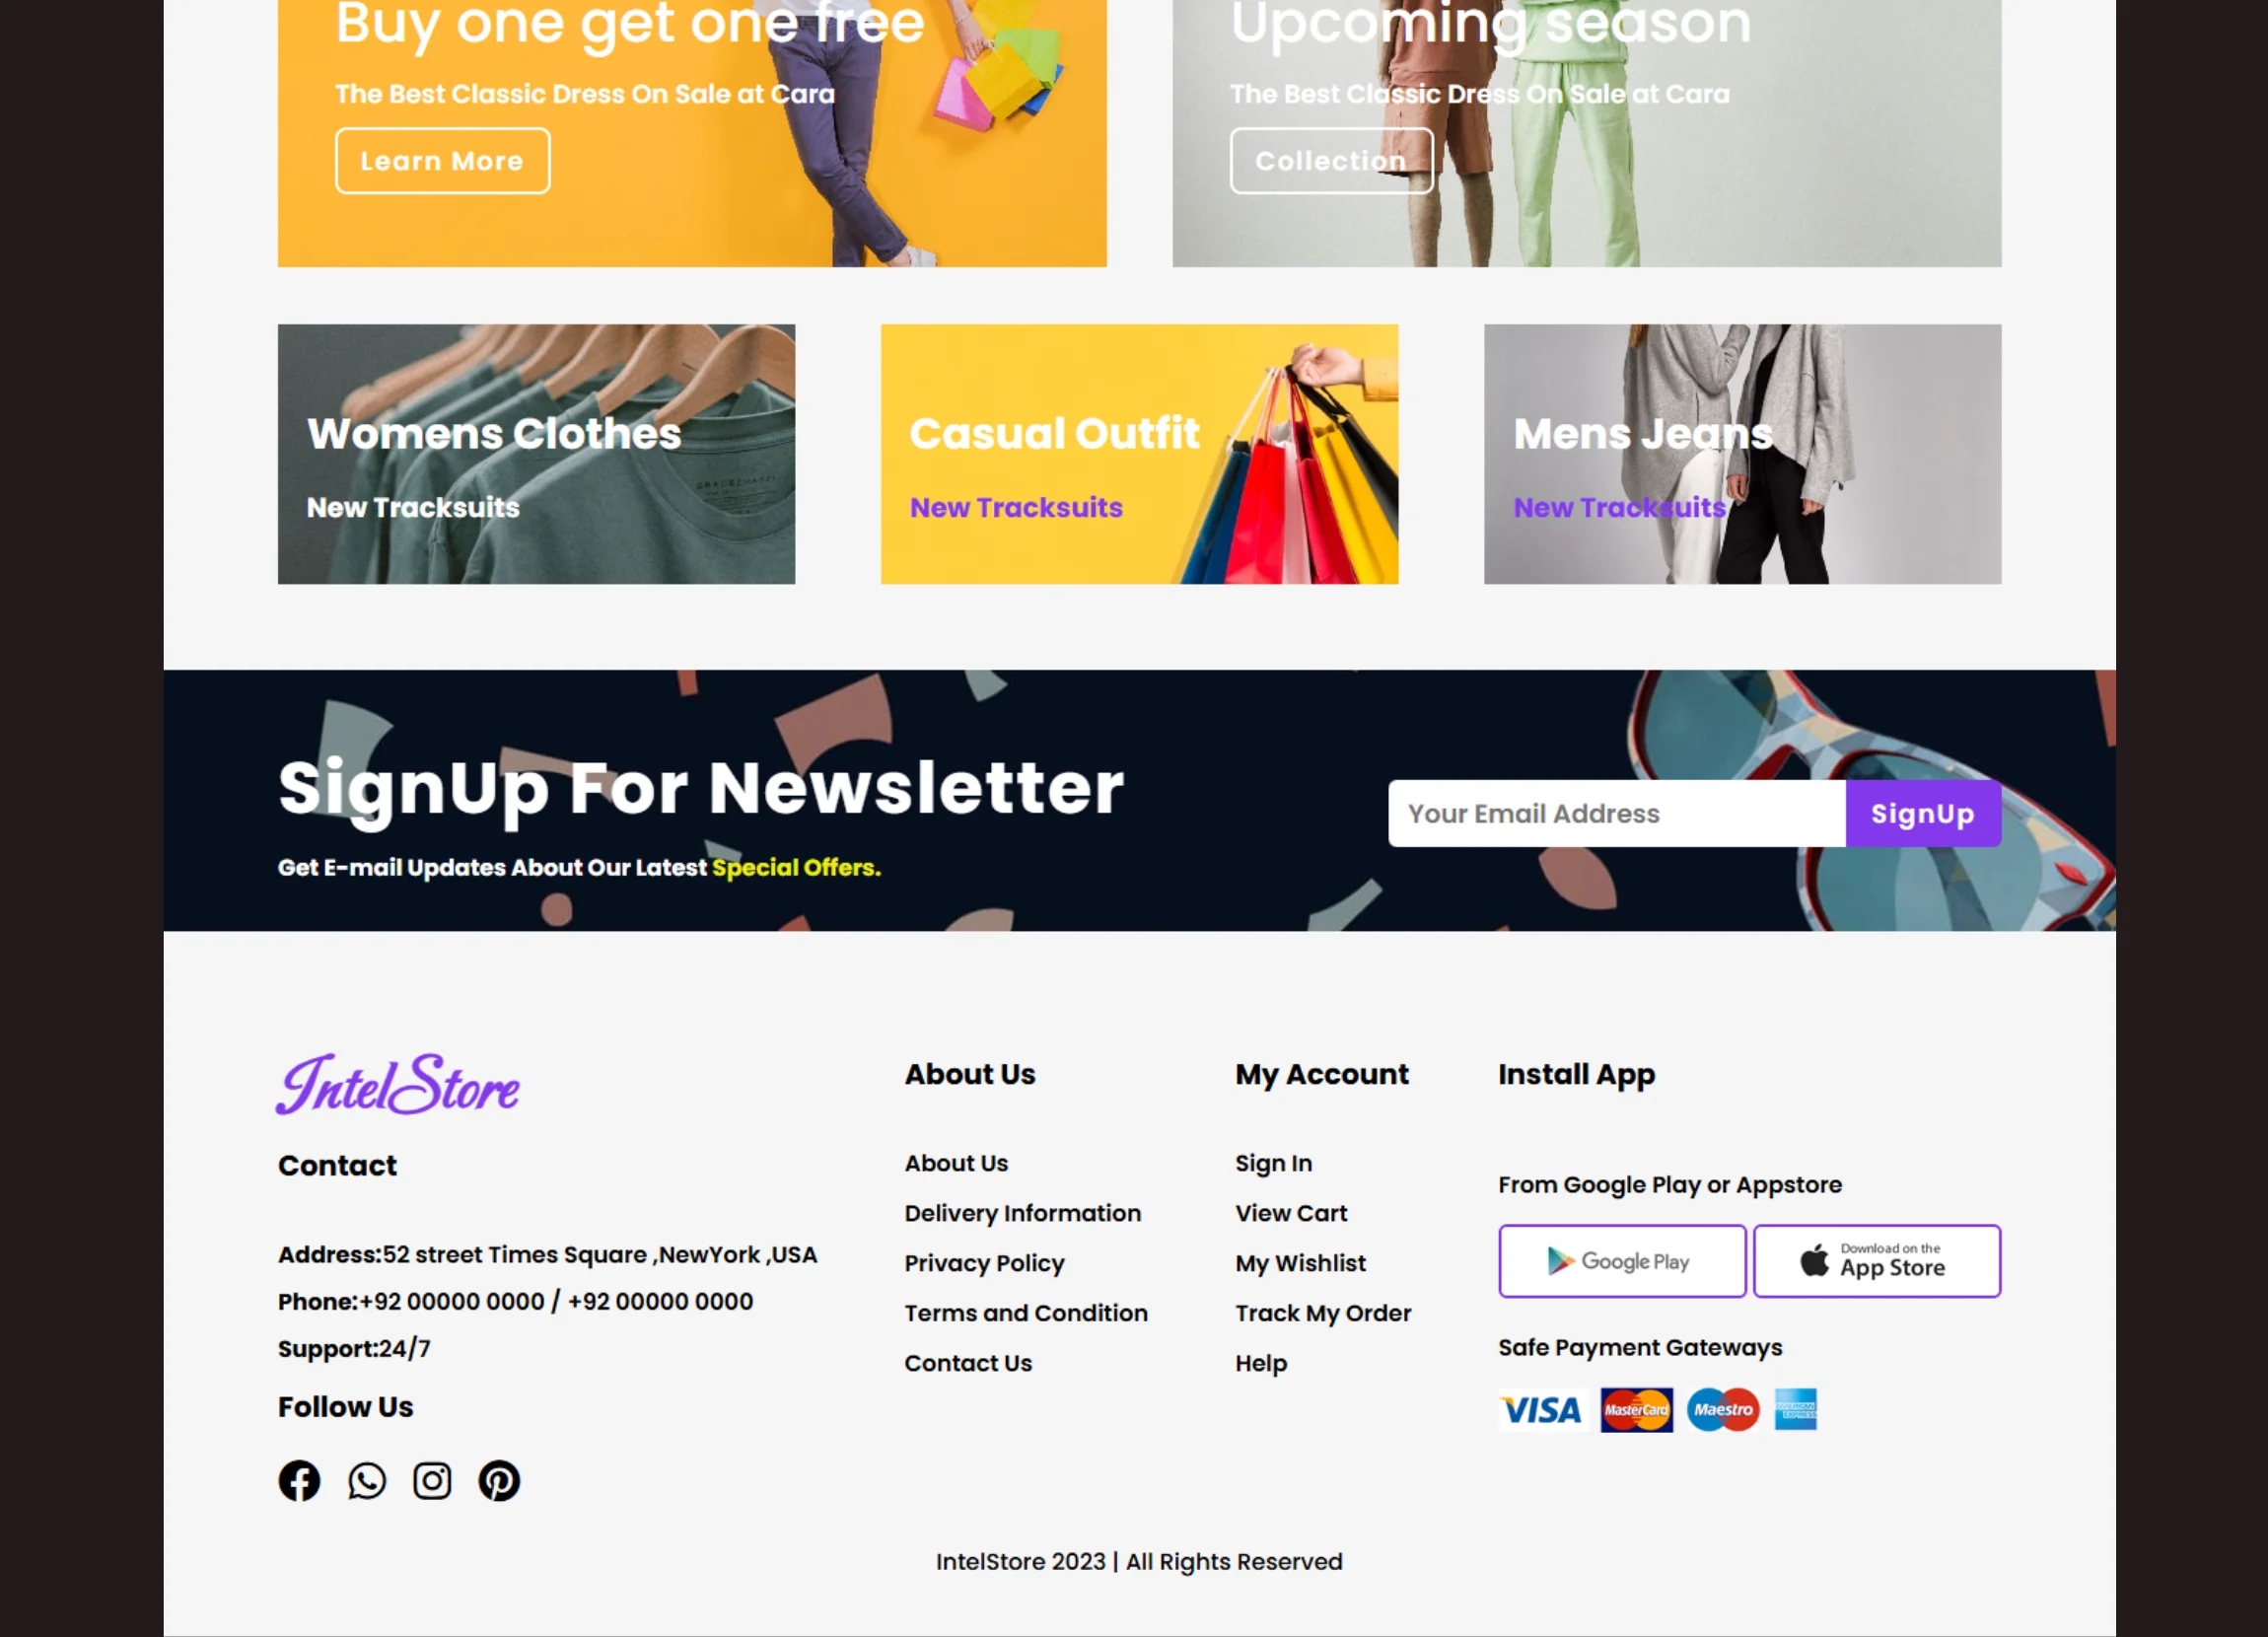 Buy one get one free
The Best Classic Dress On Sale at Cara
Learn More
Upcoming season
The Best Classic Dress On Sale at Cara
Collection
Womens Clothes
New Tracksuits
Casual Outfit
New Tracksuits
Mens Jeans
New Tracksuits
SignUp For Newsletter
Get E-mail Updates About Our Latest Special Offers.
Your Email Address
SignUp
IntelStore
Contact
Address:52 street Times Square ,NewYork ,USA
Phone:+92 00000 0000 / +92 00000 0000
Support:24/7
Follow Us
About Us
About Us
Delivery Information
Privacy Policy
Terms and Condition
Contact Us
My Account
Sign In
View Cart
My Wishlist
Track My Order
Help
Install App
From Google Play or Appstore
Google Play
Download on the
App Store
Safe Payment Gateways
VISA
MasterCard
Maestro
AMERICAN
EXPRESS
IntelStore 2023 | All Rights Reserved